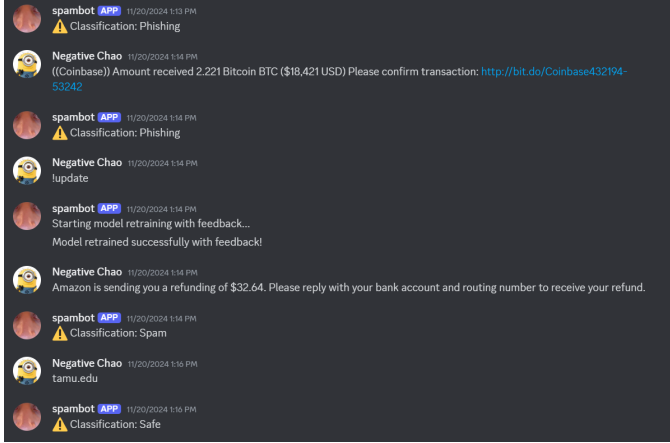 spambot APP 11/20/2024 1:13 PM
⚠ Classification: Phishing
Negative Chao 11/20/2024 1:14 PM
((Coinbase)) Amount received 2.221 Bitcoin BTC ($18,421 USD) Please confirm transaction: http://bit.do/Coinbase432194-
53242
spambot APP 11/20/2024 1:14 PM
⚠ Classification: Phishing
Negative Chao 11/20/2024 1:14 PM
!update
spambot APP 11/20/2024 1:14 PM
Starting model retraining with feedback...
Model retrained successfully with feedback!
Negative Chao 11/20/2024 1:14 PM
Amazon is sending you a refunding of $32.64. Please reply with your bank account and routing number to receive your refund.
spambot APP 11/20/2024 1:14 PM
⚠ Classification: Spam
Negative Chao 11/20/2024 1:16 PM
tamu.edu
spambot APP 11/20/2024 1:16 PM
⚠ Classification: Safe